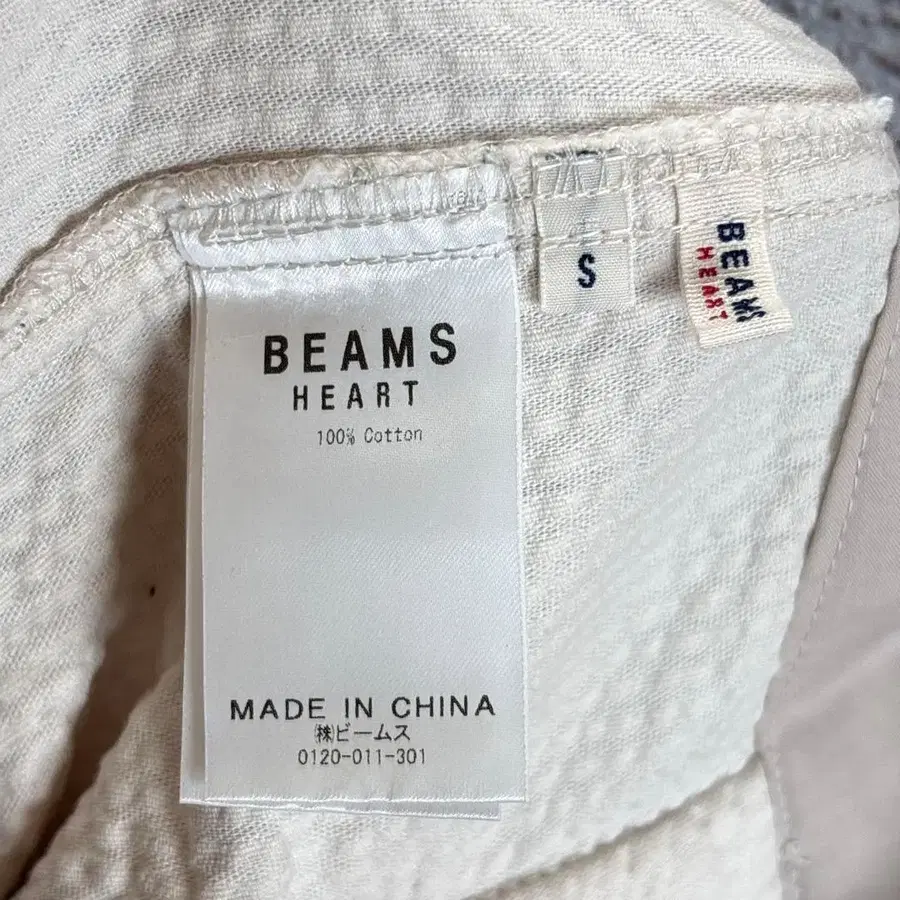 BEAMS
HEART
100% Cotton
MADE IN CHINA
㈱ビームス
0120-011-301
S
BEAMS
HEART